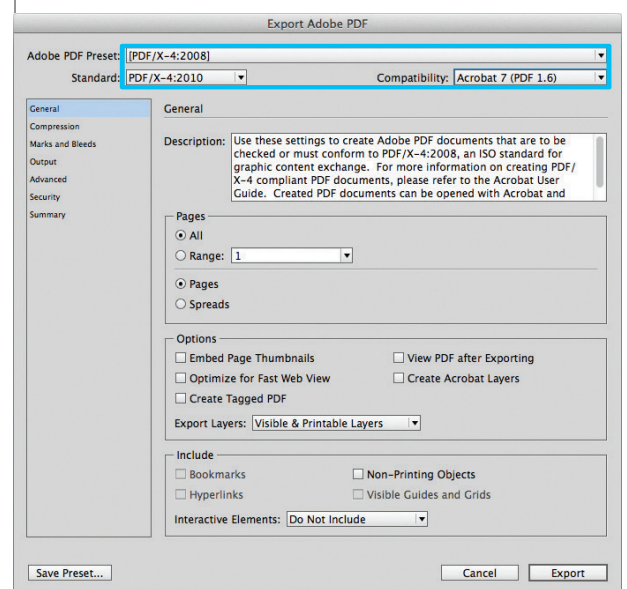 Export Adobe PDF
Adobe PDF Preset: [PDF/X-4:2008]
Standard: PDF/X-4:2010 Compatibility: Acrobat 7 (PDF 1.6)
General
Compression
Marks and Bleeds
Output
Advanced
Security
Summary
General
Description: Use these settings to create Adobe PDF documents that are to be
checked or must conform to PDF/X-4:2008, an ISO standard for
graphic content exchange. For more information on creating PDF/
X-4 compliant PDF documents, please refer to the Acrobat User
Guide. Created PDF documents can be opened with Acrobat and
Pages
All
Range: 1
Pages
Spreads
Options
Embed Page Thumbnails View PDF after Exporting
Optimize for Fast Web View Create Acrobat Layers
Create Tagged PDF
Export Layers: Visible & Printable Layers
Include
Bookmarks Non-Printing Objects
Hyperlinks Visible Guides and Grids
Interactive Elements: Do Not Include
Save Preset... Cancel Export